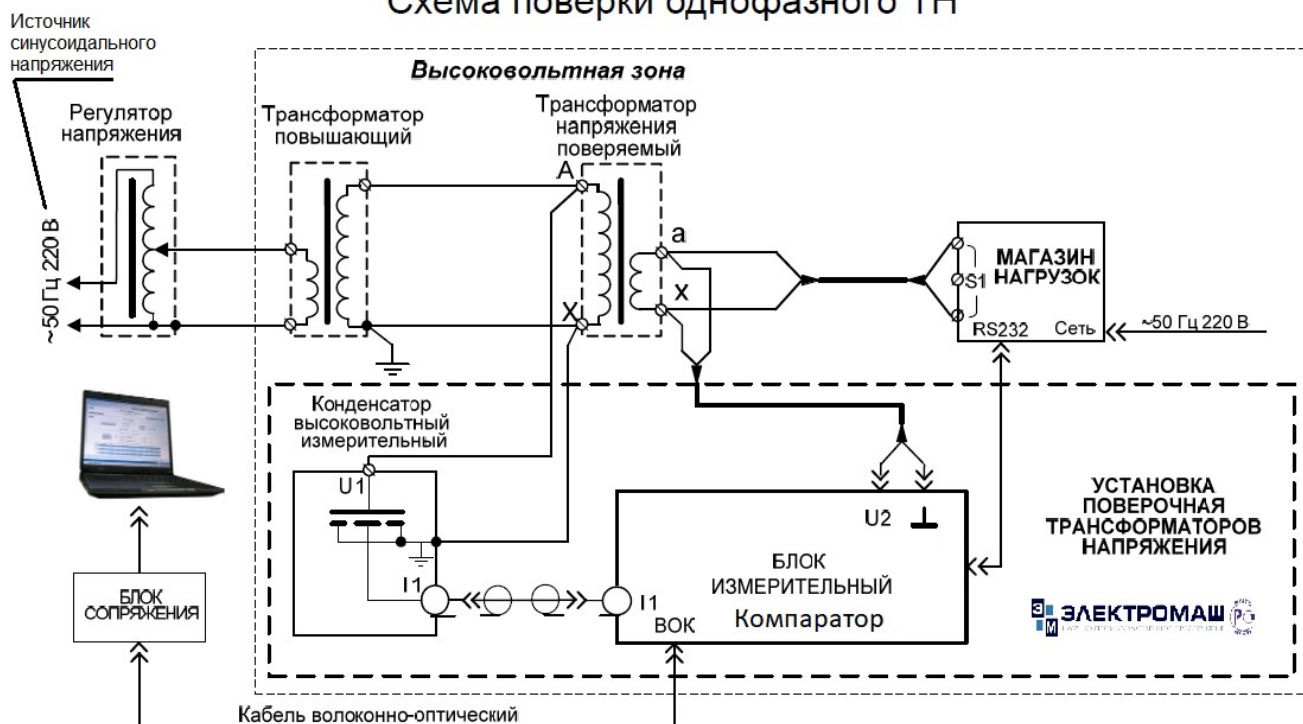 Схема поверки однофазного ТН
Источник
синусоидального
напряжения
Высоковольтная зона
Регулятор
напряжения
Трансформатор
повышающий
Трансформатор
напряжения
поверяемый
A
a
X
x
~50 Гц 220 В
МАГАЗИН
НАГРУЗОК
S1
RS232 Сеть
~50 Гц 220 В
Конденсатор
высоковольтный
измерительный
U1
I1
I1
U2
БЛОК
ИЗМЕРИТЕЛЬНЫЙ
Компаратор
ВОК
УСТАНОВКА
ПОВЕРОЧНАЯ
ТРАНСФОРМАТОРОВ
НАПРЯЖЕНИЯ
ЭМ ЭЛЕКТРОМАШ
БЛОК
СОПРЯЖЕНИЯ
Кабель волоконно-оптический